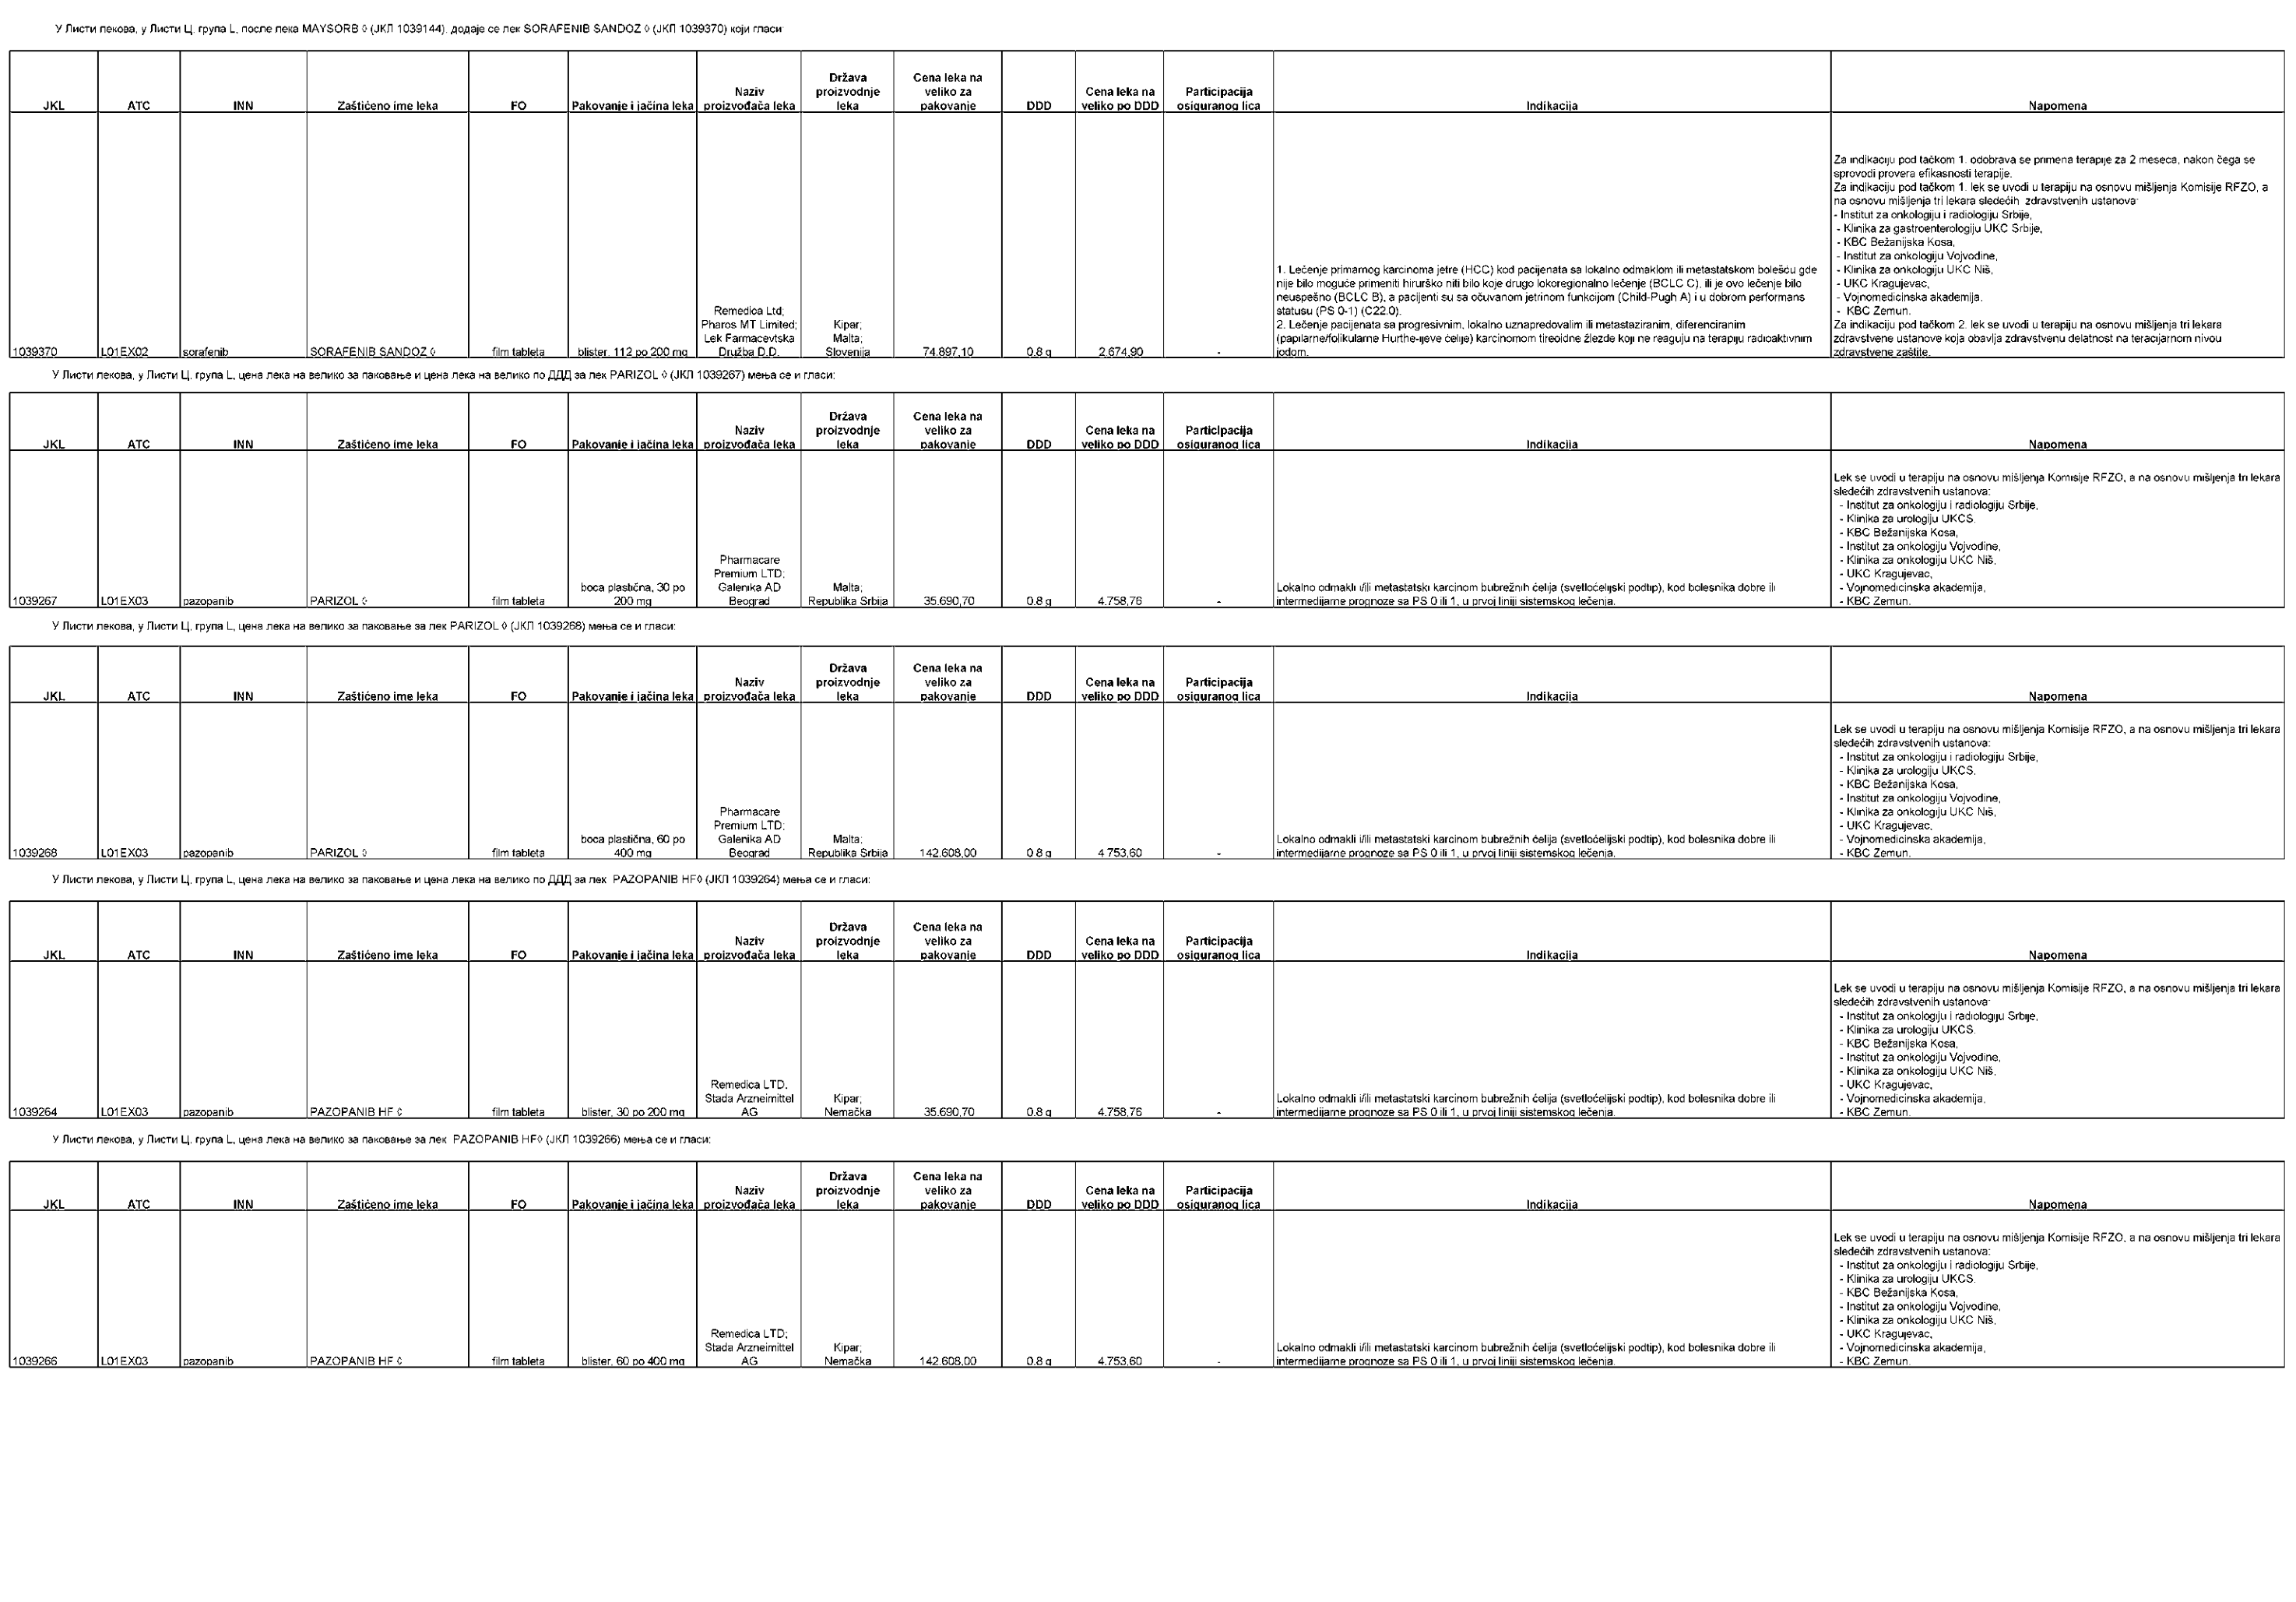 У Листи лекова, у Листи Ц, група L, после лека MAYSORB ◊ (ЈКЛ 1039144), додаје се лек SORAFENIB SANDOZ ◊ (ЈКЛ 1039370) који гласи:
JKL ATC INN Zaštićeno ime leka FO Pakovanje i jačina leka Naziv proizvođača leka Država proizvodnje leka Cena leka na veliko za pakovanje DDD Cena leka na veliko po DDD Participacija osiguranog lica Indikacija Napomena
1039370 L01EX02 sorafenib SORAFENIB SANDOZ ◊ film tableta blister, 112 po 200 mg
Remedica Ltd;
Pharos MT Limited;
Lek Farmacevtska
Družba D.D.
Kipar;
Malta;
Slovenija
74.897,10 0,8 g 2.674,90 -
1. Lečenje primarnog karcinoma jetre (HCC) kod pacijenata sa lokalno odmaklom ili metastatskom bolešću gde
nije bilo moguće primeniti hirurško niti bilo koje drugo lokoregionalno lečenje (BCLC C), ili je ovo lečenje bilo
neuspešno (BCLC B), a pacijenti su sa očuvanom jetrinom funkcijom (Child-Pugh A) i u dobrom performans
statusu (PS 0-1) (C22.0).
2. Lečenje pacijenata sa progresivnim, lokalno uznapredovalim ili metastaziranim, diferenciranim
(papilarne/folikularne Hurthe-ijeve ćelije) karcinomom tireoidne žlezde koji ne reaguju na terapiju radioaktivnim
jodom.
Za indikaciju pod tačkom 1. odobrava se primena terapije za 2 meseca, nakon čega se
sprovodi provera efikasnosti terapije.
Za indikaciju pod tačkom 1. lek se uvodi u terapiju na osnovu mišljenja Komisije RFZO, a
na osnovu mišljenja tri lekara sledećih zdravstvenih ustanova:
- Institut za onkologiju i radiologiju Srbije,
- Klinika za gastroenterologiju UKC Srbije,
- KBC Bežanijska Kosa,
- Institut za onkologiju Vojvodine,
- Klinika za onkologiju UKC Niš,
- UKC Kragujevac,
- Vojnomedicinska akademija,
- KBC Zemun.
Za indikaciju pod tačkom 2. lek se uvodi u terapiju na osnovu mišljenja tri lekara
zdravstvene ustanove koja obavlja zdravstvenu delatnost na teracijarnom nivou
zdravstvene zaštite.
У Листи лекова, у Листи Ц, група L, цена лека на велико за паковање и цена лека на велико по ДДД за лек PARIZOL ◊ (ЈКЛ 1039267) мења се и гласи:
JKL ATC INN Zaštićeno ime leka FO Pakovanje i jačina leka Naziv proizvođača leka Država proizvodnje leka Cena leka na veliko za pakovanje DDD Cena leka na veliko po DDD Participacija osiguranog lica Indikacija Napomena
1039267 L01EX03 pazopanib PARIZOL ◊ film tableta
boca plastična, 30 po
200 mg
Pharmacare
Premium LTD;
Galenika AD
Beograd
Malta;
Republika Srbija
35.690,70 0,8 g 4.758,76 -
Lokalno odmakli i/ili metastatski karcinom bubrežnih ćelija (svetloćelijski podtip), kod bolesnika dobre ili
intermedijarne prognoze sa PS 0 ili 1, u prvoj liniji sistemskog lečenja.
Lek se uvodi u terapiju na osnovu mišljenja Komisije RFZO, a na osnovu mišljenja tri lekara
sledećih zdravstvenih ustanova:
- Institut za onkologiju i radiologiju Srbije,
- Klinika za urologiju UKCS,
- KBC Bežanijska Kosa,
- Institut za onkologiju Vojvodine,
- Klinika za onkologiju UKC Niš,
- UKC Kragujevac,
- Vojnomedicinska akademija,
- KBC Zemun.
У Листи лекова, у Листи Ц, група L, цена лека на велико за паковање за лек PARIZOL ◊ (ЈКЛ 1039268) мења се и гласи:
JKL ATC INN Zaštićeno ime leka FO Pakovanje i jačina leka Naziv proizvođača leka Država proizvodnje leka Cena leka na veliko za pakovanje DDD Cena leka na veliko po DDD Participacija osiguranog lica Indikacija Napomena
1039268 L01EX03 pazopanib PARIZOL ◊ film tableta
boca plastična, 60 po
400 mg
Pharmacare
Premium LTD;
Galenika AD
Beograd
Malta;
Republika Srbija
142.608,00 0,8 g 4.753,60 -
Lokalno odmakli i/ili metastatski karcinom bubrežnih ćelija (svetloćelijski podtip), kod bolesnika dobre ili
intermedijarne prognoze sa PS 0 ili 1, u prvoj liniji sistemskog lečenja.
Lek se uvodi u terapiju na osnovu mišljenja Komisije RFZO, a na osnovu mišljenja tri lekara
sledećih zdravstvenih ustanova:
- Institut za onkologiju i radiologiju Srbije,
- Klinika za urologiju UKCS,
- KBC Bežanijska Kosa,
- Institut za onkologiju Vojvodine,
- Klinika za onkologiju UKC Niš,
- UKC Kragujevac,
- Vojnomedicinska akademija,
- KBC Zemun.
У Листи лекова, у Листи Ц, група L, цена лека на велико за паковање и цена лека на велико по ДДД за лек PAZOPANIB HF◊ (ЈКЛ 1039264) мења се и гласи:
JKL ATC INN Zaštićeno ime leka FO Pakovanje i jačina leka Naziv proizvođača leka Država proizvodnje leka Cena leka na veliko za pakovanje DDD Cena leka na veliko po DDD Participacija osiguranog lica Indikacija Napomena
1039264 L01EX03 pazopanib PAZOPANIB HF ◊ film tableta blister, 30 po 200 mg
Remedica LTD,
Stada Arzneimittel
AG
Kipar;
Nemačka
35.690,70 0,8 g 4.758,76 -
Lokalno odmakli i/ili metastatski karcinom bubrežnih ćelija (svetloćelijski podtip), kod bolesnika dobre ili
intermedijarne prognoze sa PS 0 ili 1, u prvoj liniji sistemskog lečenja.
Lek se uvodi u terapiju na osnovu mišljenja Komisije RFZO, a na osnovu mišljenja tri lekara
sledećih zdravstvenih ustanova:
- Institut za onkologiju i radiologiju Srbije,
- Klinika za urologiju UKCS,
- KBC Bežanijska Kosa,
- Institut za onkologiju Vojvodine,
- Klinika za onkologiju UKC Niš,
- UKC Kragujevac,
- Vojnomedicinska akademija,
- KBC Zemun.
У Листи лекова, у Листи Ц, група L, цена лека на велико за паковање за лек PAZOPANIB HF◊ (ЈКЛ 1039266) мења се и гласи:
JKL ATC INN Zaštićeno ime leka FO Pakovanje i jačina leka Naziv proizvođača leka Država proizvodnje leka Cena leka na veliko za pakovanje DDD Cena leka na veliko po DDD Participacija osiguranog lica Indikacija Napomena
1039266 L01EX03 pazopanib PAZOPANIB HF ◊ film tableta blister, 60 po 400 mg
Remedica LTD;
Stada Arzneimittel
AG
Kipar;
Nemačka
142.608,00 0,8 g 4.753,60 -
Lokalno odmakli i/ili metastatski karcinom bubrežnih ćelija (svetloćelijski podtip), kod bolesnika dobre ili
intermedijarne prognoze sa PS 0 ili 1, u prvoj liniji sistemskog lečenja.
Lek se uvodi u terapiju na osnovu mišljenja Komisije RFZO, a na osnovu mišljenja tri lekara
sledećih zdravstvenih ustanova:
- Institut za onkologiju i radiologiju Srbije,
- Klinika za urologiju UKCS,
- KBC Bežanijska Kosa,
- Institut za onkologiju Vojvodine,
- Klinika za onkologiju UKC Niš,
- UKC Kragujevac,
- Vojnomedicinska akademija,
- KBC Zemun.